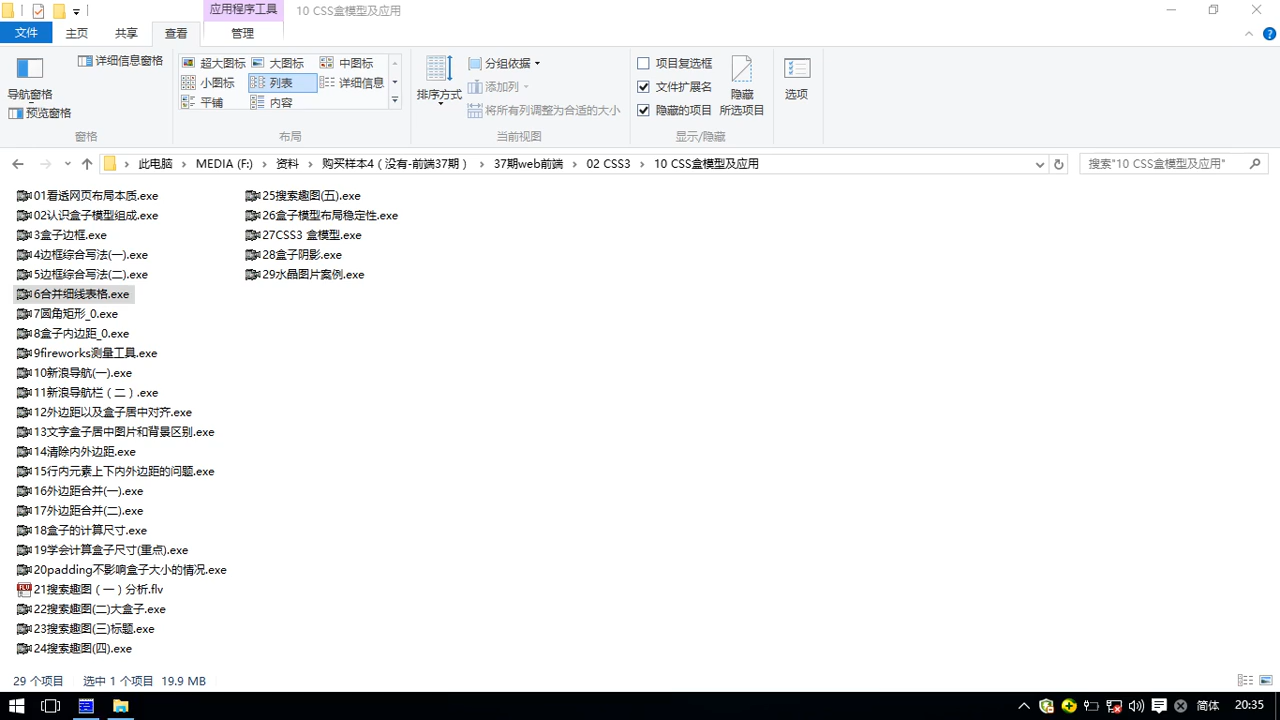 应用程序工具
10 CSS盒模型及应用
文件
主页
共享
查看
管理
导航窗格
详细信息窗格
预览窗格
窗格
超大图标
大图标
中图标
小图标
列表
详细信息
平铺
内容
布局
排序方式
分组依据
添加列
将所有列调整为合适的大小
当前视图
项目复选框
文件扩展名
隐藏的项目
隐藏
所选项目
显示/隐藏
选项
此电脑 › MEDIA (F:) › 资料 › 购买样本4（没有-前端37期） › 37期web前端 › 02 CSS3 › 10 CSS盒模型及应用
搜索"10 CSS盒模型及应用"
01看透网页布局本质.exe
02认识盒子模型组成.exe
3盒子边框.exe
4边框综合写法(一).exe
5边框综合写法(二).exe
6合并细线表格.exe
7圆角矩形_0.exe
8盒子内边距_0.exe
9fireworks测量工具.exe
10新浪导航(一).exe
11新浪导航栏（二）.exe
12外边距以及盒子居中对齐.exe
13文字盒子居中图片和背景区别.exe
14清除内外边距.exe
15行内元素上下内外边距的问题.exe
16外边距合并(一).exe
17外边距合并(二).exe
18盒子的计算尺寸.exe
19学会计算盒子尺寸(重点).exe
20padding不影响盒子大小的情况.exe
21搜索趣图（一）分析.flv
22搜索趣图(二)大盒子.exe
23搜索趣图(三)标题.exe
24搜索趣图(四).exe
25搜索趣图(五).exe
26盒子模型布局稳定性.exe
27CSS3 盒模型.exe
28盒子阴影.exe
29水晶图片案例.exe
29 个项目
选中 1 个项目 19.9 MB
简体
20:35